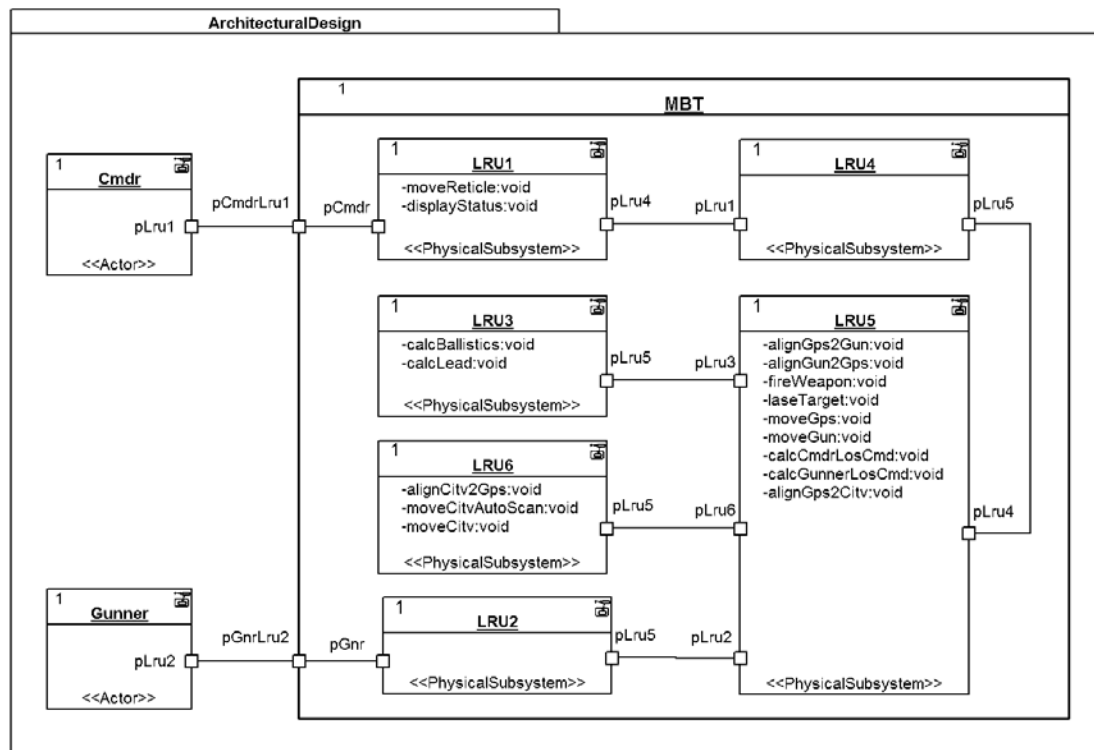 ArchitecturalDesign
1
MBT
1
Cmdr
pLru1
<<Actor>>
pCmdrLru1
pCmdr
1
LRU1
-moveReticle:void
-displayStatus:void
<<PhysicalSubsystem>>
pLru4
pLru1
1
LRU4
<<PhysicalSubsystem>>
pLru5
1
LRU3
-calcBallistics:void
-calcLead:void
<<PhysicalSubsystem>>
pLru5
pLru3
1
LRU5
-alignGps2Gun:void
-alignGun2Gps:void
-fireWeapon:void
-laseTarget:void
-moveGps:void
-moveGun:void
-calcCmdrLosCmd:void
-calcGunnerLosCmd:void
-alignGps2Citv:void
<<PhysicalSubsystem>>
pLru4
1
LRU6
-alignCitv2Gps:void
-moveCitvAutoScan:void
-moveCitv:void
<<PhysicalSubsystem>>
pLru5
pLru6
1
Gunner
pLru2
<<Actor>>
pGnrLru2
pGnr
1
LRU2
<<PhysicalSubsystem>>
pLru5
pLru2